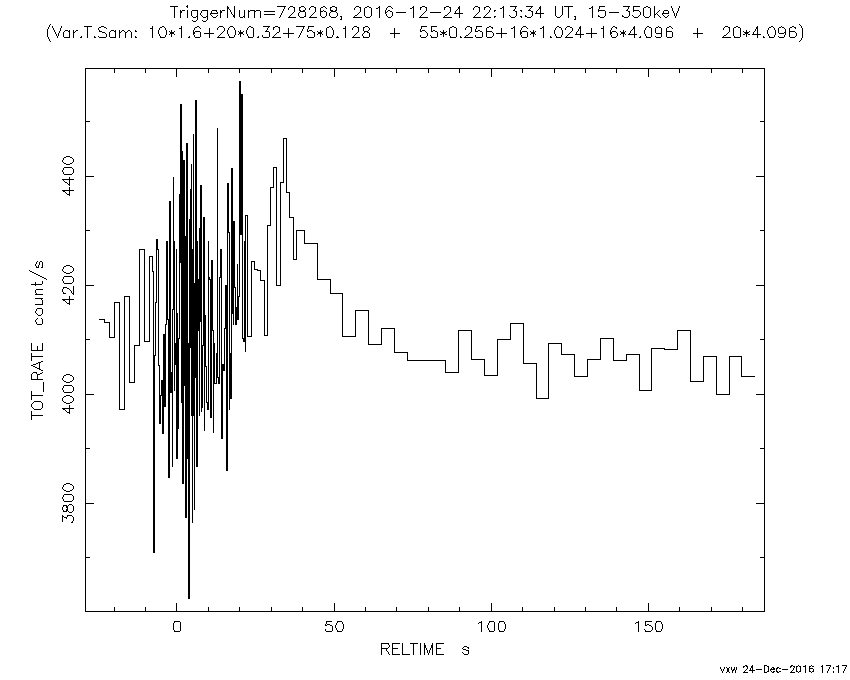 TriggerNum=728268, 2016-12-24 22:13:34 UT, 15-350keV
(Var.T.Sam: 10*1.6+20*0.32+75*0.128 + 55*0.256+16*1.024+16*4.096 + 20*4.096)
TOT_RATE count/s
4400
4200
4000
3800
0 50 100 150
RELTIME s
vxw 24-Dec-2016 17:17